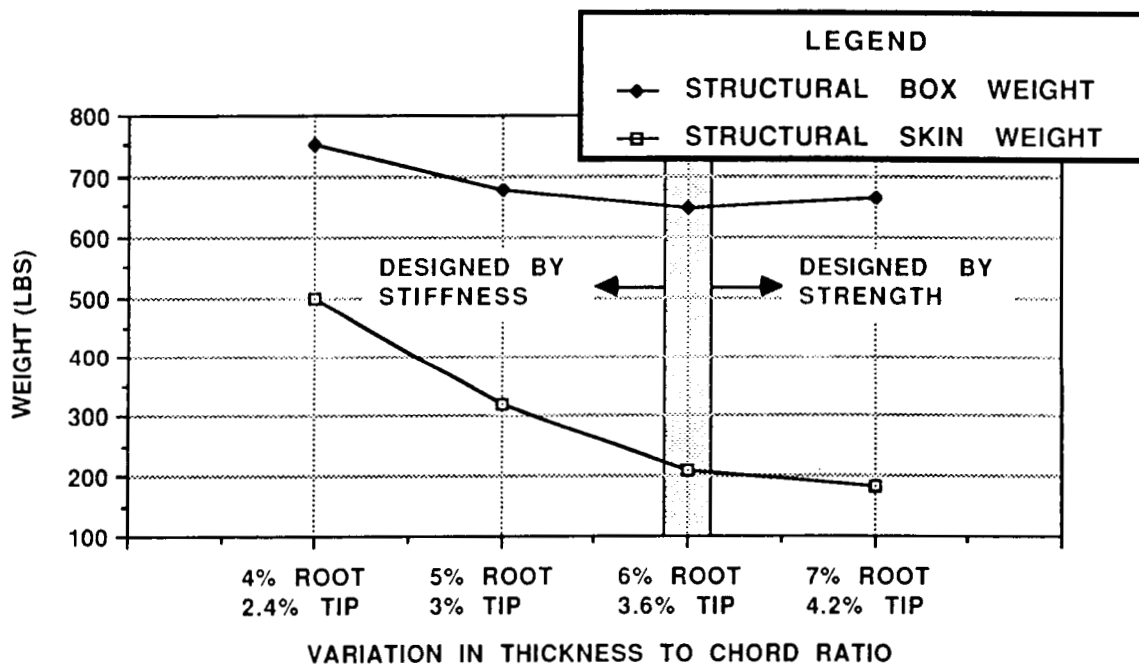 LEGEND
STRUCTURAL BOX WEIGHT
STRUCTURAL SKIN WEIGHT
800
700
600
500
400
300
200
100
WEIGHT (LBS)
DESIGNED BY
STIFFNESS
DESIGNED BY
STRENGTH
4% ROOT
2.4% TIP
5% ROOT
3% TIP
6% ROOT
3.6% TIP
7% ROOT
4.2% TIP
VARIATION IN THICKNESS TO CHORD RATIO